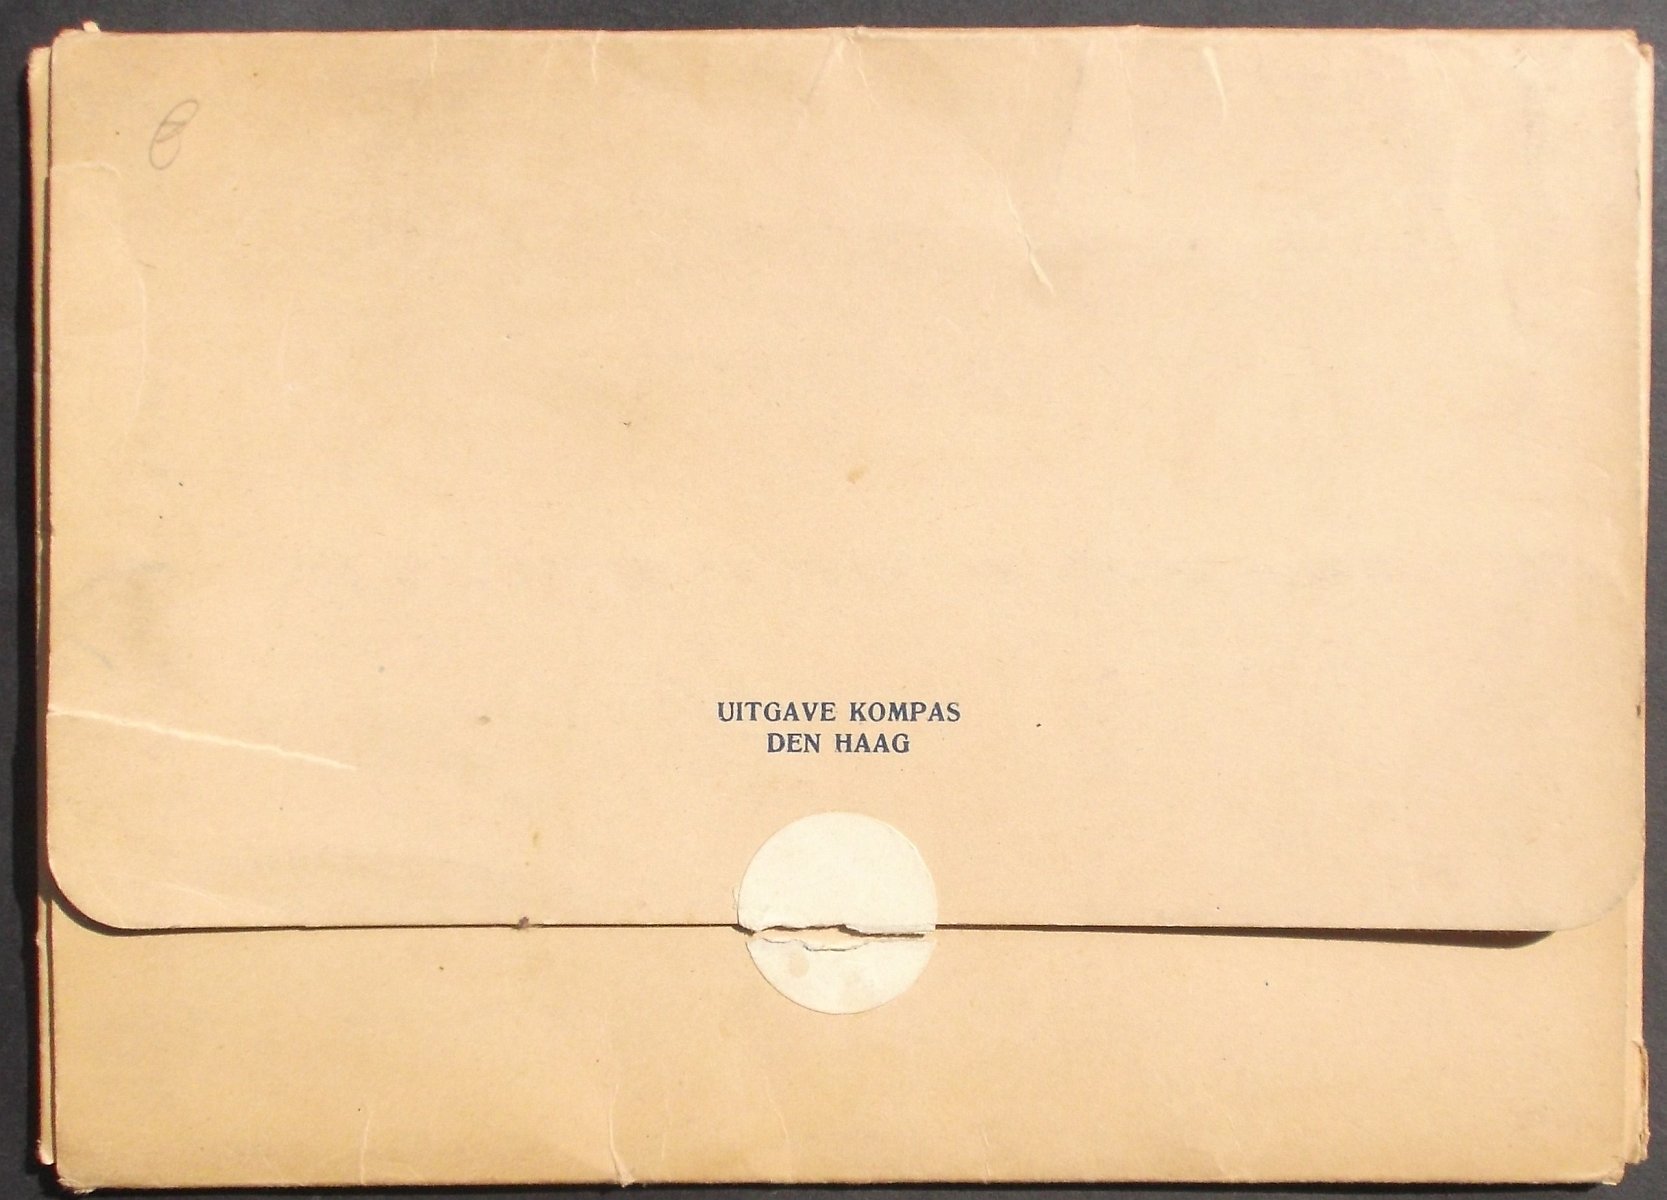 UITGAVE KOMPAS
DEN HAAG